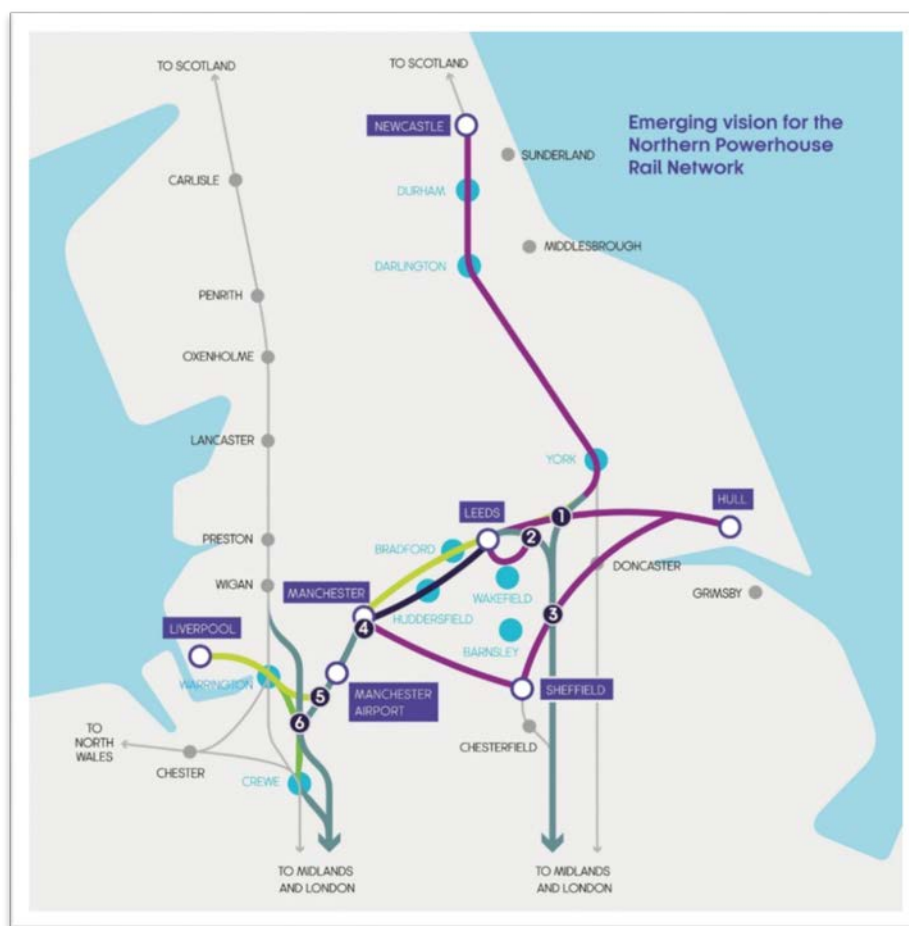 TO SCOTLAND
TO SCOTLAND
Emerging vision for the
Northern Powerhouse
Rail Network
NEWCASTLE
SUNDERLAND
CARLISLE
DURHAM
MIDDLESBROUGH
DARLINGTON
PENRITH
OXENHOLME
LANCASTER
YORK
HULL
LEEDS
1
PRESTON
BRADFORD
2
DONCASTER
WIGAN
MANCHESTER
WAKEFIELD
GRIMSBY
HUDDERSFIELD
3
LIVERPOOL
4
BARNSLEY
WARRINGTON
MANCHESTER
AIRPORT
SHEFFIELD
5
6
TO
NORTH
WALES
CHESTERFIELD
CHESTER
CREWE
TO MIDLANDS
AND LONDON
TO MIDLANDS
AND LONDON